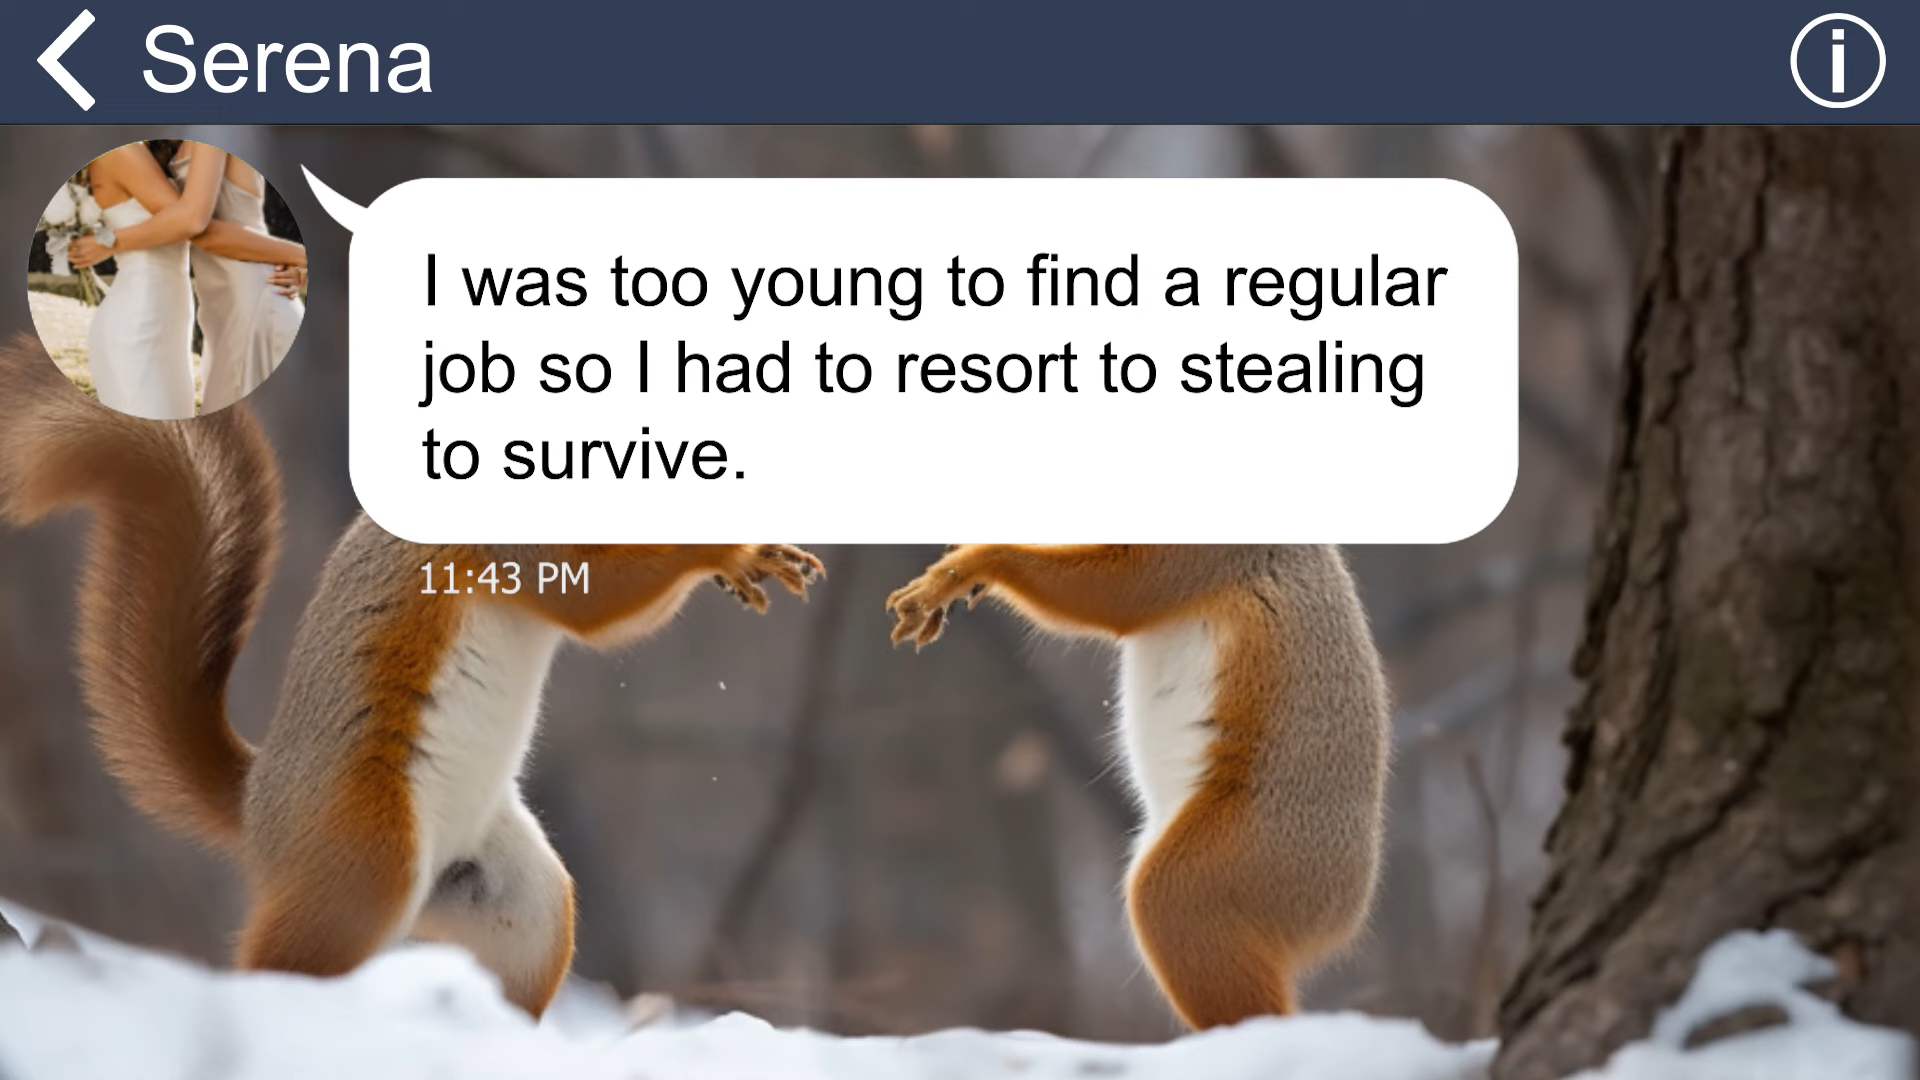 Serena
I was too young to find a regular
job so I had to resort to stealing
to survive.
11:43 PM